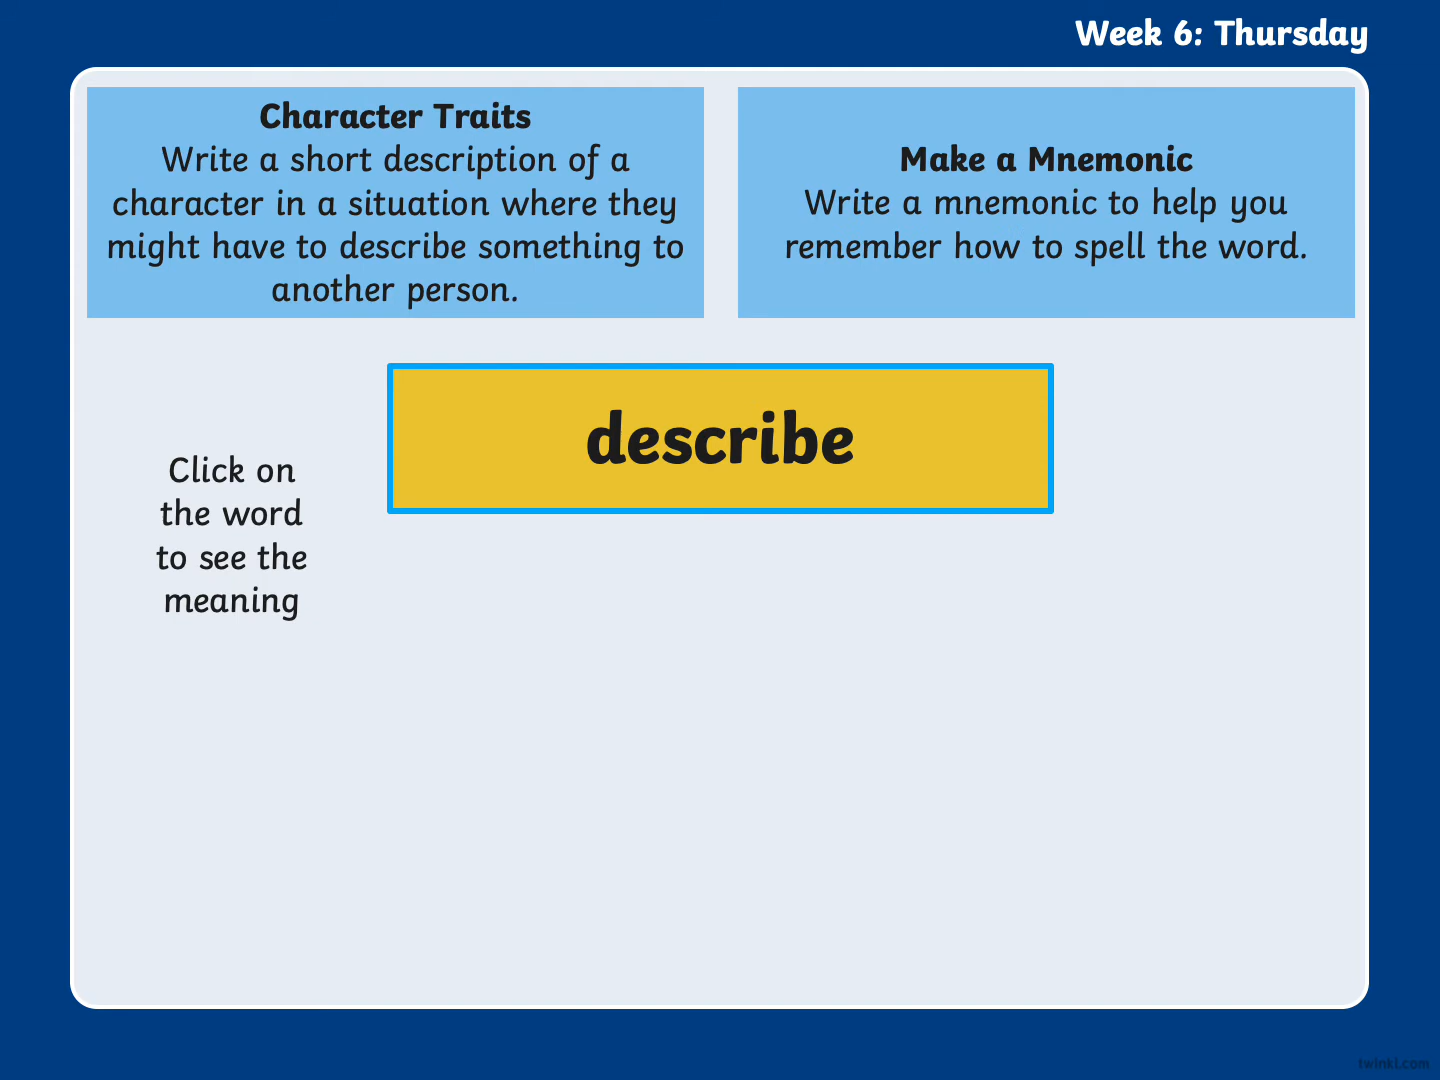 Week 6: Thursday
Character Traits
Write a short description of a
character in a situation where they
might have to describe something to
another person.
Make a Mnemonic
Write a mnemonic to help you
remember how to spell the word.
describe
Click on
the word
to see the
meaning
twinkl.com